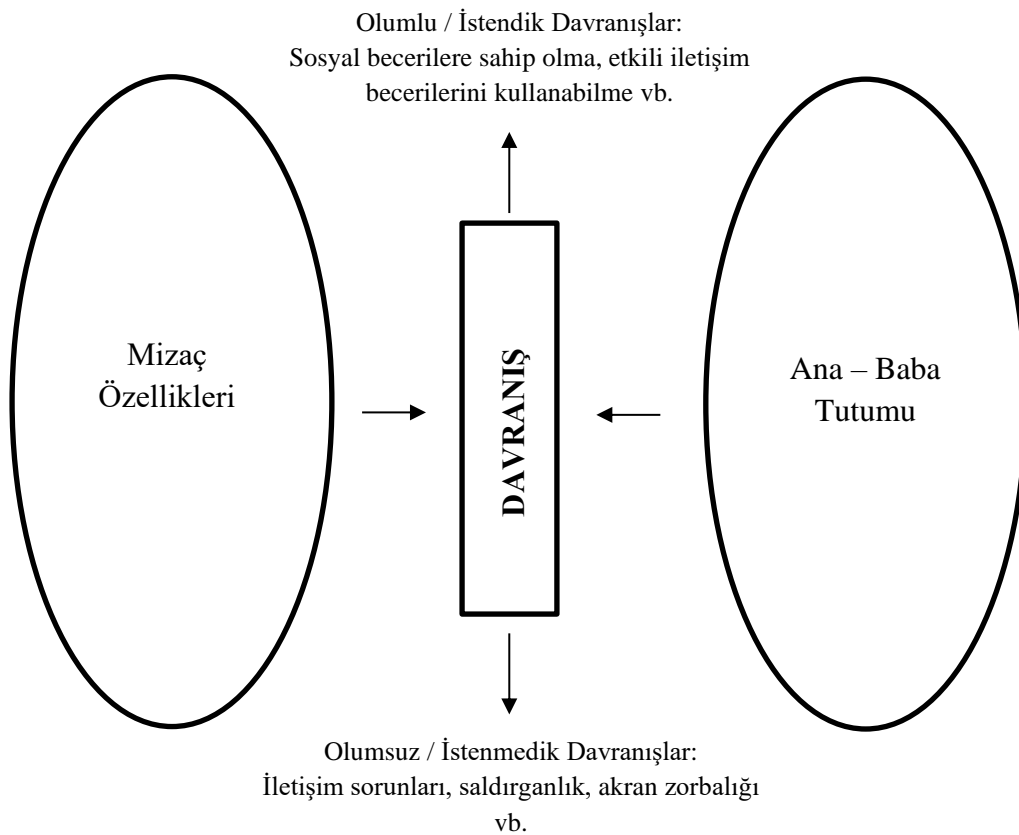 Olumlu / İstendik Davranışlar:
Sosyal becerilere sahip olma, etkili iletişim
becerilerini kullanabilme vb.
Mizaç
Özellikleri
DAVRANIŞ
Ana – Baba
Tutumu
Olumsuz / İstenmedik Davranışlar:
İletişim sorunları, saldırganlık, akran zorbalığı
vb.